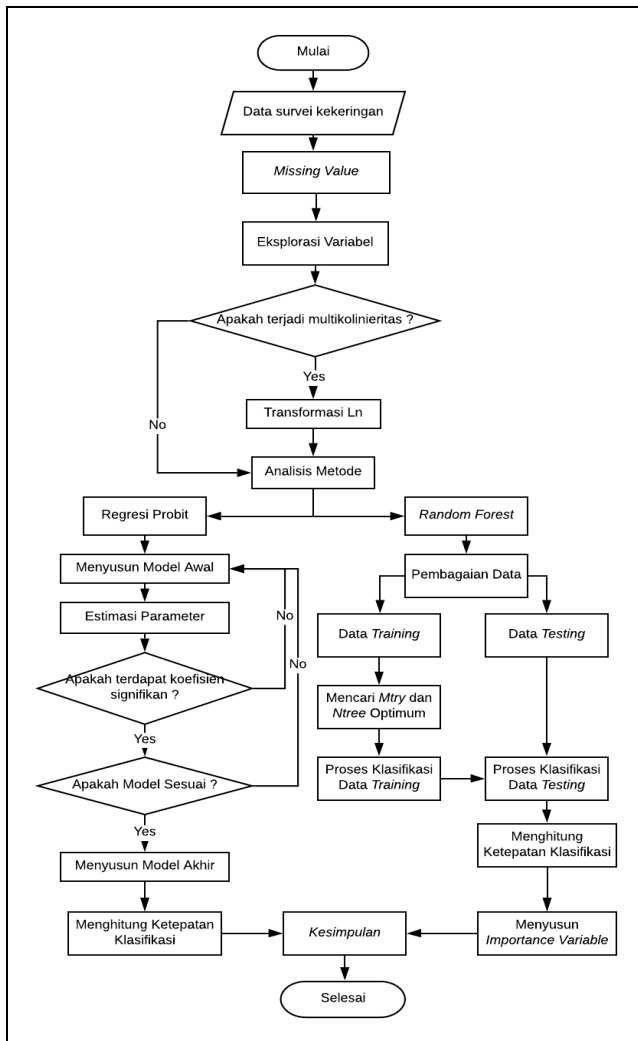 Mulai
Data survei kekeringan
Missing Value
Eksplorasi Variabel
Apakah terjadi multikolinieritas ?
Yes
No
Transformasi Ln
Analisis Metode
Regresi Probit
Random Forest
Menyusun Model Awal
Pembagaian Data
Estimasi Parameter
No
Data Training
Data Testing
No
Apakah terdapat koefisien
signifikan ?
Mencari Mtry dan
Ntree Optimum
Yes
Apakah Model Sesuai ?
Proses Klasifikasi
Data Training
Proses Klasifikasi
Data Testing
Yes
Menyusun Model Akhir
Menghitung
Ketepatan Klasifikasi
Menghitung Ketepatan
Klasifikasi
Kesimpulan
Menyusun
Importance Variable
Selesai